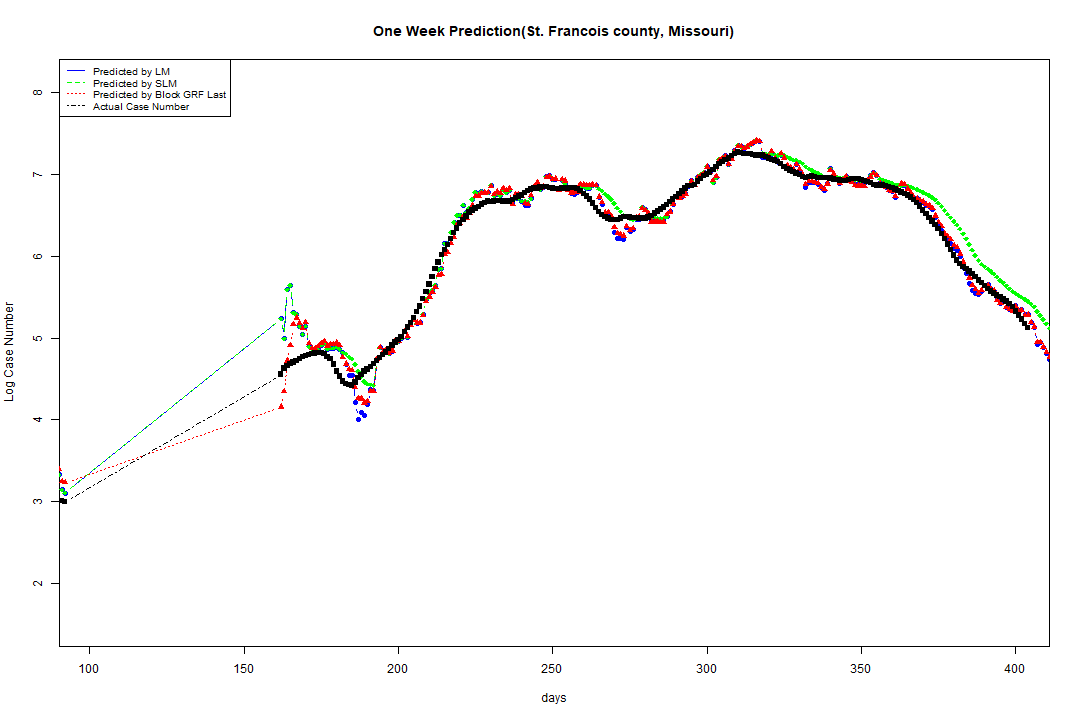 One Week Prediction(St. Francois county, Missouri)
Predicted by LM
Predicted by SLM
Predicted by Block GRF Last
Actual Case Number
8
7
6
5
4
3
2
Log Case Number
100 150 200 250 300 350 400
days